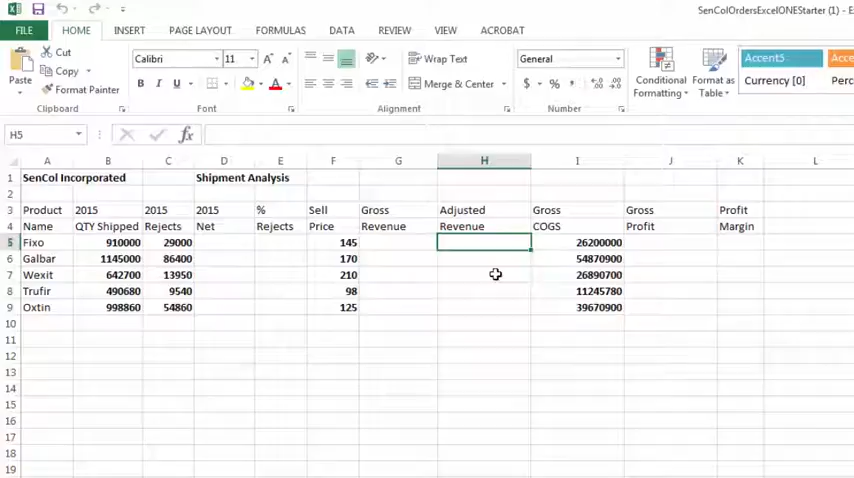 SenColOrdersExcelONEStarter (1) - E
FILE HOME INSERT PAGE LAYOUT FORMULAS DATA REVIEW VIEW ACROBAT
Cut
Copy
Format Painter
Paste
Clipboard
Calibri 11
B I U
Font
Wrap Text
Merge & Center
Alignment
General
$ % ,
Number
Conditional Formatting
Format as Table
Accent5
Currency [0]
Acce
Perc
H5 fx
A B C D E F G H I J K L
1 SenCol Incorporated Shipment Analysis
2
3 Product 2015 2015 2015 % Sell Gross Adjusted Gross Gross Profit
4 Name QTY Shipped Rejects Net Rejects Price Revenue Revenue COGS Profit Margin
5 Fixo 910000 29000 145 26200000
6 Galbar 1145000 86400 170 54870900
7 Wexit 642700 13950 210 26890700
8 Trufir 490680 9540 98 11245780
9 Oxtin 998860 54860 125 39670900
10
11
12
13
14
15
16
17
18
19